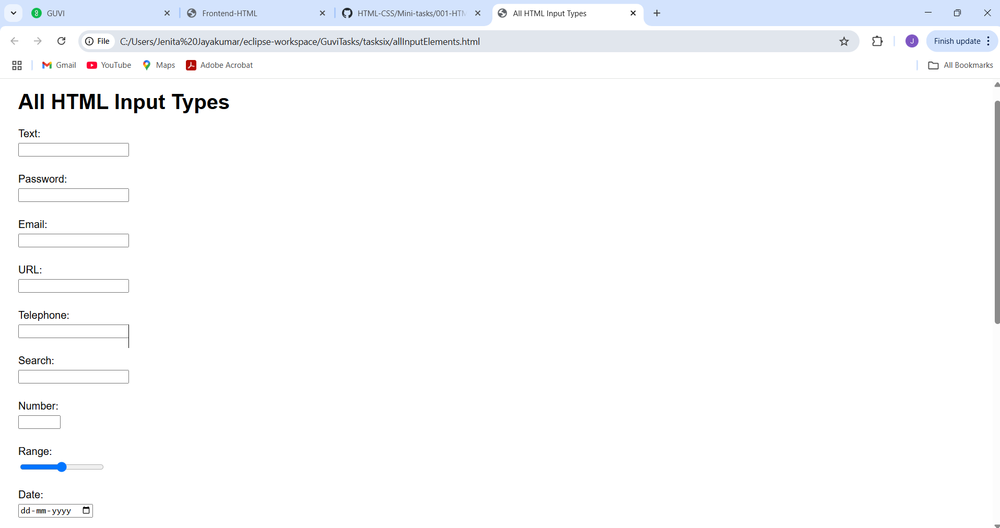 GUVI
Frontend-HTML
HTML-CSS/Mini-tasks/001-HTM
All HTML Input Types
File
C:/Users/Jenita%20Jayakumar/eclipse-workspace/GuviTasks/tasksix/allInputElements.html
J
Finish update
Gmail
YouTube
Maps
Adobe Acrobat
All Bookmarks
All HTML Input Types
Text:
Password:
Email:
URL:
Telephone:
Search:
Number:
Range:
Date:
dd-mm-yyyy